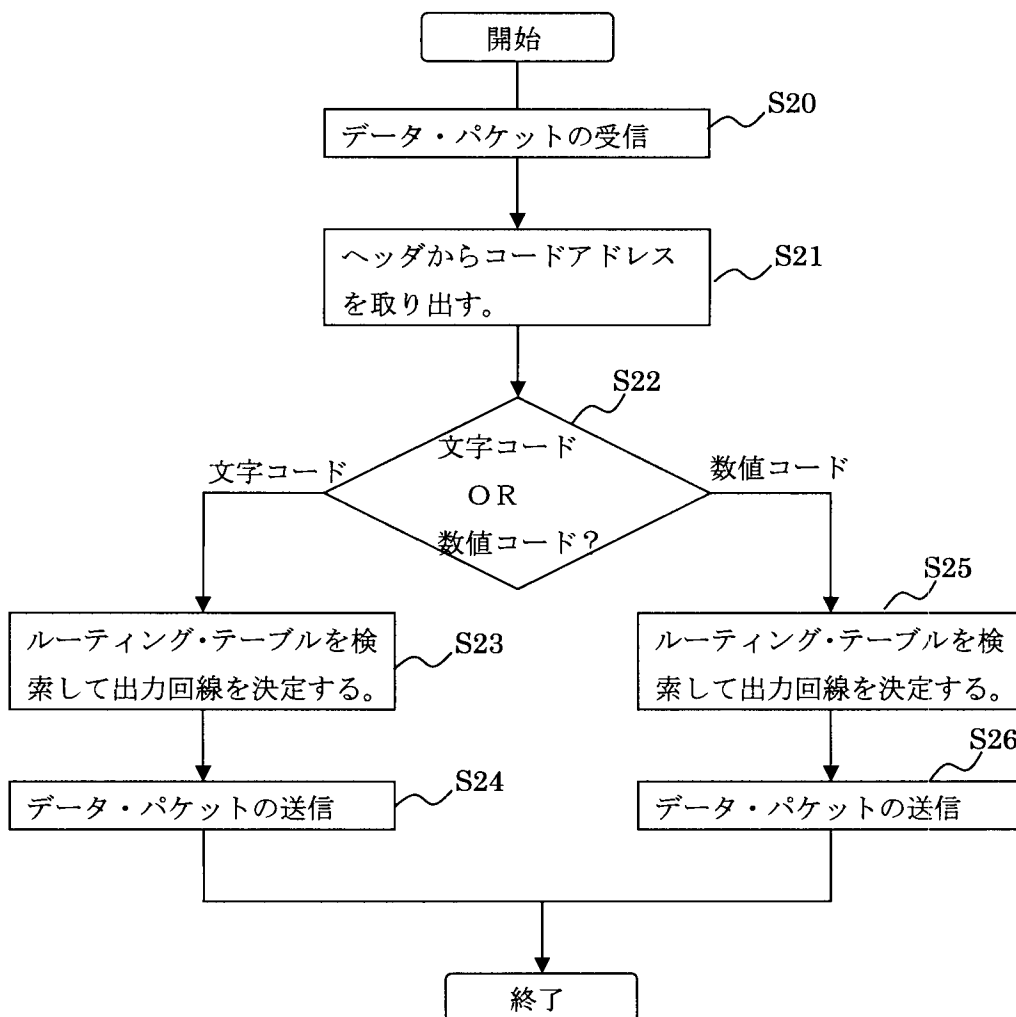 開始
S20
データ・パケットの受信
ヘッダからコードアドレス
を取り出す。
S21
S22
文字コード
文字コード
OR
数値コード?
数値コード
S25
ルーティング・テーブルを検
索して出力回線を決定する。
S23
ルーティング・テーブルを検
索して出力回線を決定する。
S26
データ・パケットの送信
S24
データ・パケットの送信
終了